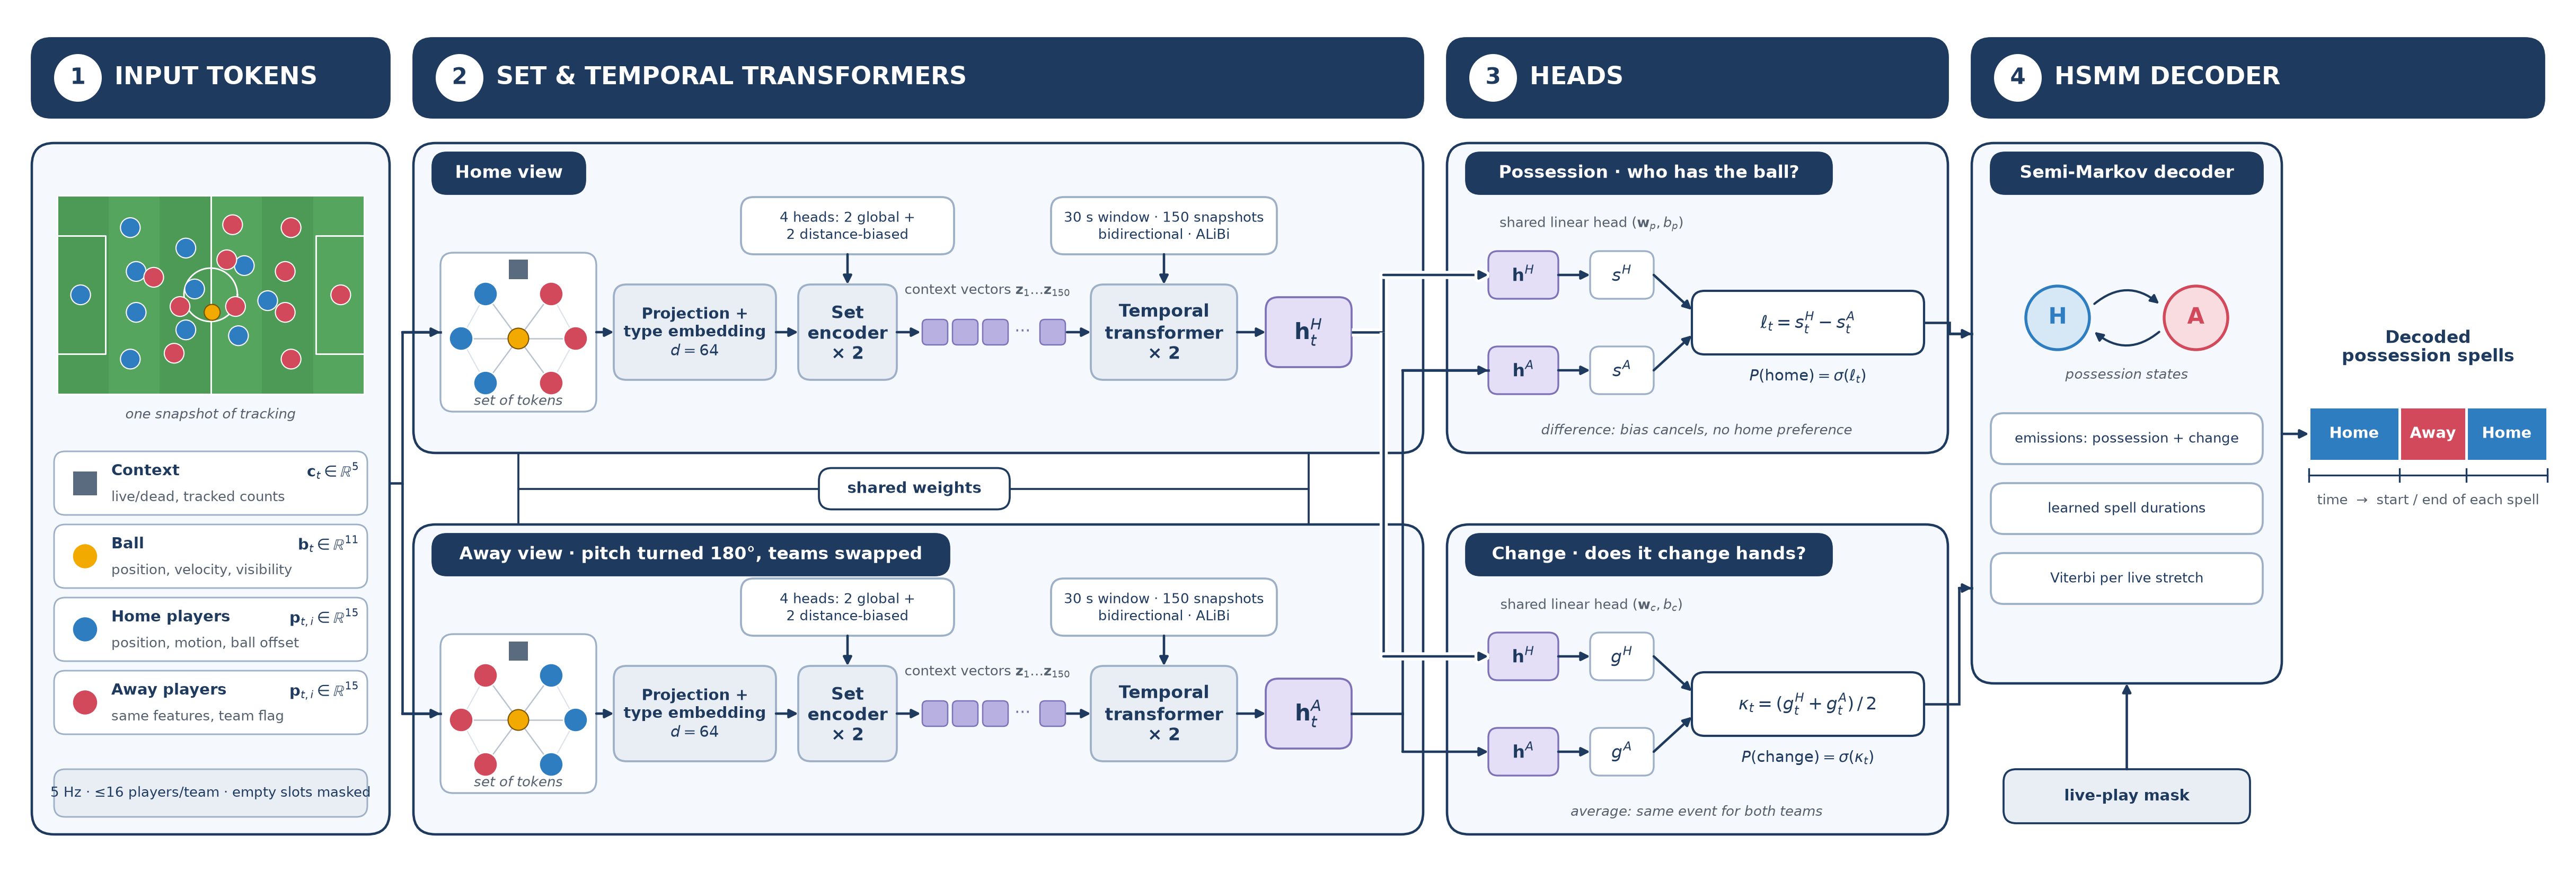 1 INPUT TOKENS
2 SET & TEMPORAL TRANSFORMERS
3 HEADS
4 HSMM DECODER
one snapshot of tracking
Context c_t ∈ ℝ^5
live/dead, tracked counts
Ball b_t ∈ ℝ^11
position, velocity, visibility
Home players p_{t,i} ∈ ℝ^15
position, motion, ball offset
Away players p_{t,i} ∈ ℝ^15
same features, team flag
5 Hz · ≤16 players/team · empty slots masked
Home view
4 heads: 2 global +
2 distance-biased
30 s window · 150 snapshots
bidirectional · ALiBi
set of tokens
Projection +
type embedding
d = 64
Set
encoder
× 2
context vectors z_1…z_150
…
Temporal
transformer
× 2
h_t^H
shared weights
Away view · pitch turned 180°, teams swapped
4 heads: 2 global +
2 distance-biased
30 s window · 150 snapshots
bidirectional · ALiBi
set of tokens
Projection +
type embedding
d = 64
Set
encoder
× 2
context vectors z_1…z_150
…
Temporal
transformer
× 2
h_t^A
Possession · who has the ball?
shared linear head (w_p, b_p)
h^H s^H
h^A s^A
ℓ_t = s_t^H − s_t^A
P(home) = σ(ℓ_t)
difference: bias cancels, no home preference
Change · does it change hands?
shared linear head (w_c, b_c)
h^H g^H
h^A g^A
κ_t = (g_t^H + g_t^A) / 2
P(change) = σ(κ_t)
average: same event for both teams
Semi-Markov decoder
H A
possession states
emissions: possession + change
learned spell durations
Viterbi per live stretch
live-play mask
Decoded
possession spells
Home Away Home
time → start / end of each spell